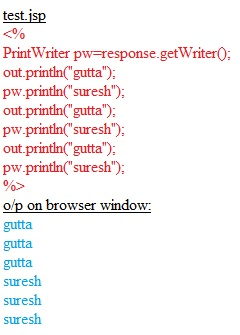 test.jsp
<%
PrintWriter pw=response.getWriter();
out.println("gutta");
pw.println("suresh");
out.println("gutta");
pw.println("suresh");
out.println("gutta");
pw.println("suresh");
%>
o/p on browser window:
gutta
gutta
gutta
suresh
suresh
suresh